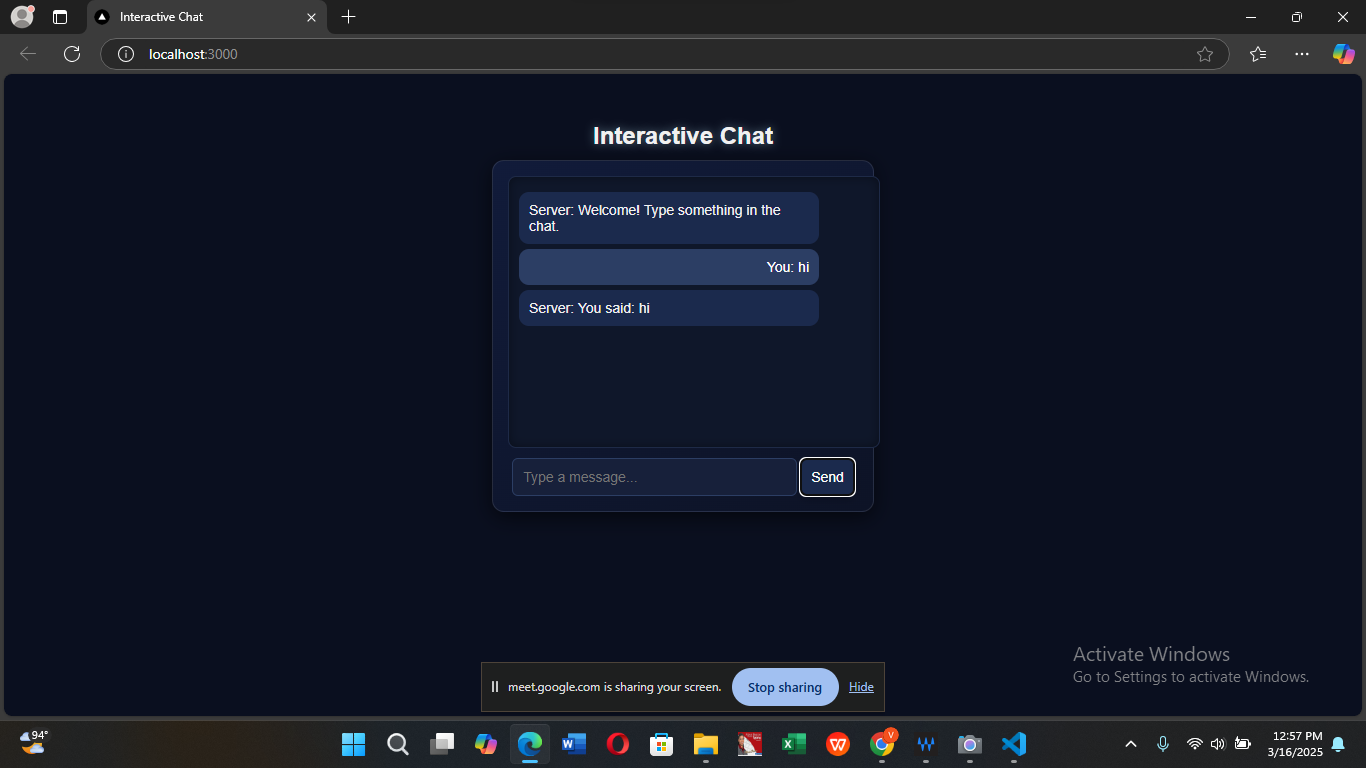 Interactive Chat
localhost:3000
Interactive Chat
Server: Welcome! Type something in the
chat.
You: hi
Server: You said: hi
Type a message...
Send
Activate Windows
Go to Settings to activate Windows.
meet.google.com is sharing your screen.
Stop sharing
Hide
94°
W
X
W
V
W
12:57 PM
3/16/2025